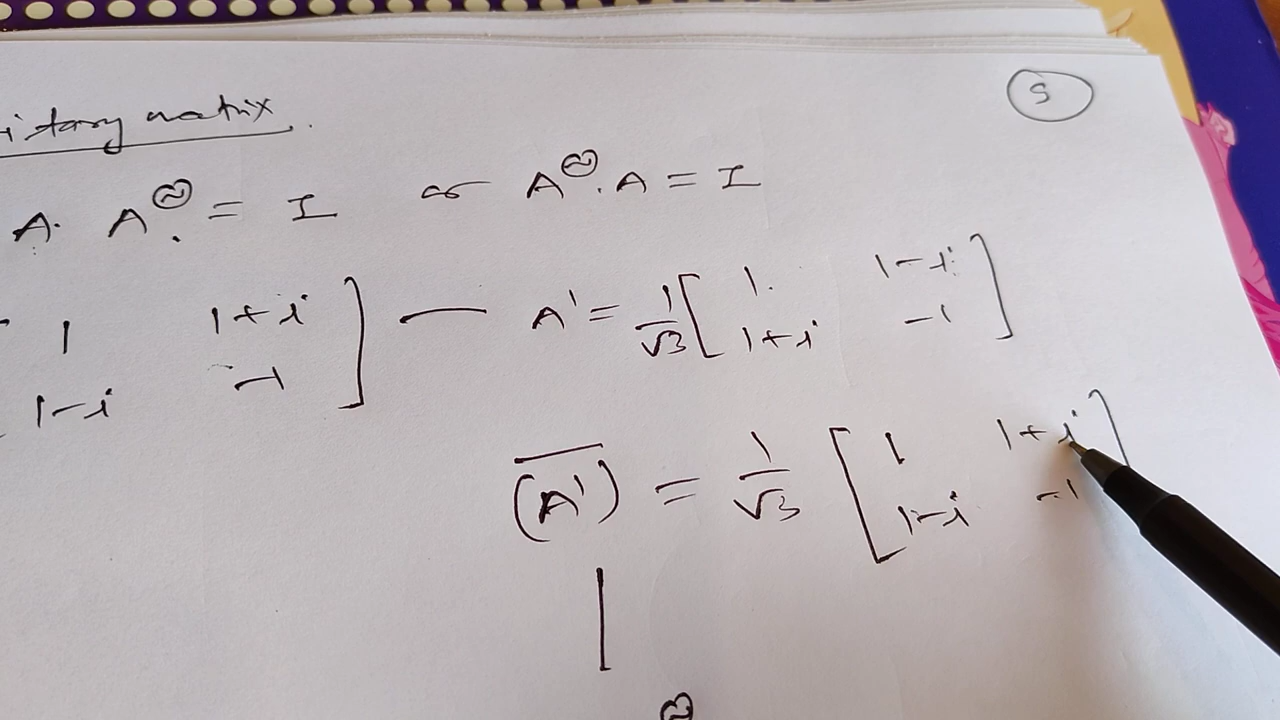 5
itary matrix.
A. A^Θ. = I or A^Θ. A = I
1 1+i ] — A' = 1/√3 [ 1. 1-i ]
1-i -1 1+i -1
\overline{(A')} = 1/√3 [ 1 1+i ]
1-i -1